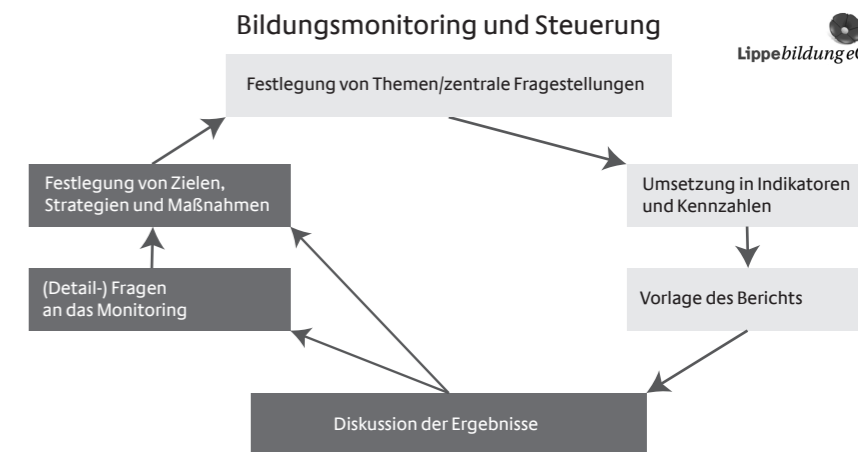 Bildungsmonitoring und Steuerung
Lippebildung
Festlegung von Themen/zentrale Fragestellungen
Festlegung von Zielen,
Strategien und Maßnahmen
Umsetzung in Indikatoren
und Kennzahlen
(Detail-) Fragen
an das Monitoring
Vorlage des Berichts
Diskussion der Ergebnisse